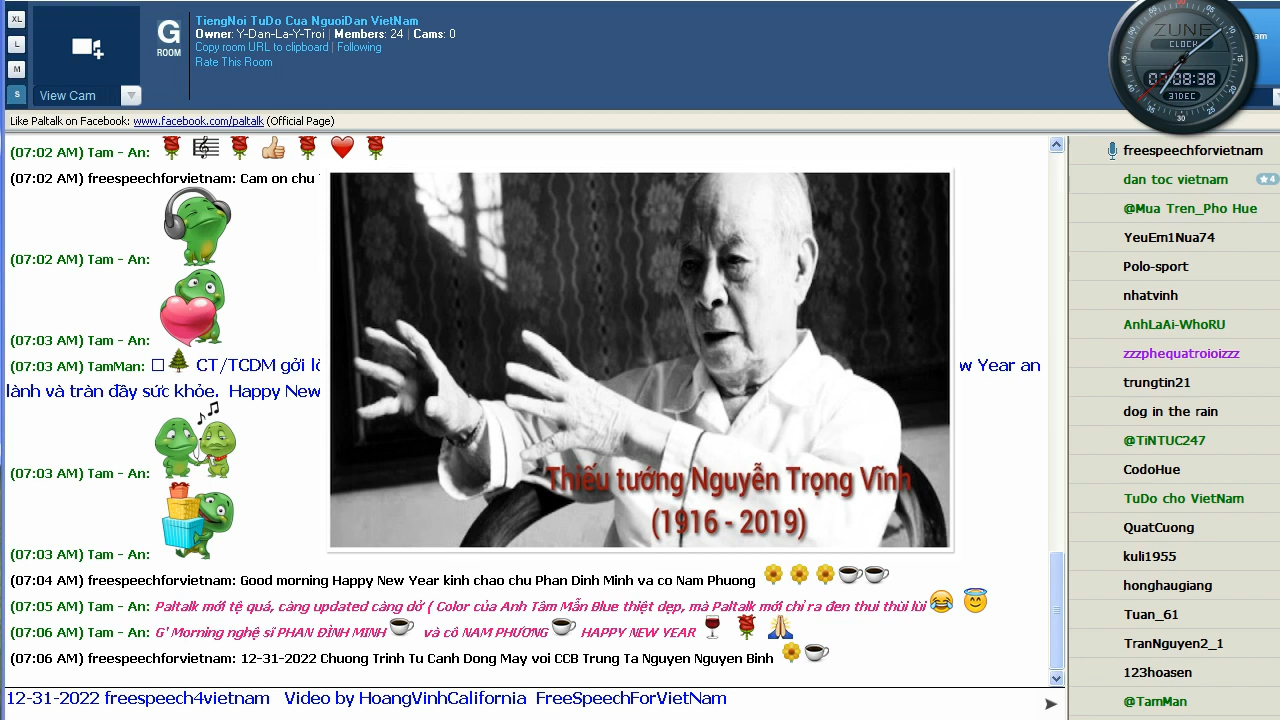 XL
L
M
S
View Cam
G
ROOM
TiengNoi TuDo Cua NguoiDan VietNam
Owner: Y-Dan-La-Y-Troi | Members: 24 | Cams: 0
Copy room URL to clipboard | Following
Rate This Room
ZUNE
CLOCK
31DEC
Like Paltalk on Facebook: www.facebook.com/paltalk (Official Page)
(07:02 AM) Tam - An:
(07:02 AM) freespeechforvietnam: Cam on chu
(07:02 AM) Tam - An:
(07:03 AM) Tam - An:
(07:03 AM) TamMan: CT/TCDM gởi w Year an
lành và tràn đầy sức khỏe. Happy New
(07:03 AM) Tam - An:
(07:03 AM) Tam - An:
Thiếu tướng Nguyễn Trọng Vĩnh
(1916 - 2019)
(07:04 AM) freespeechforvietnam: Good morning Happy New Year kinh chao chu Phan Dinh Minh va co Nam Phuong
(07:05 AM) Tam - An: Paltalk mới tệ quá, càng updated càng dở ( Color của Anh Tâm Mẫn Blue thiệt dẹp, mà Paltalk mới chỉ ra đen thui thùi lùi
(07:06 AM) Tam - An: G' Morning nghệ sĩ PHAN ĐÌNH MINH và cô NAM PHƯƠNG HAPPY NEW YEAR
(07:06 AM) freespeechforvietnam: 12-31-2022 Chuong Trinh Tu Canh Dong May voi CCB Trung Ta Nguyen Nguyen Binh
12-31-2022 freespeech4vietnam Video by HoangVinhCalifornia FreeSpeechForVietNam
freespeechforvietnam
dan toc vietnam
4
@Mua Tren_Pho Hue
YeuEm1Nua74
Polo-sport
nhatvinh
AnhLaAi-WhoRU
zzzphequatroioizzz
trungtin21
dog in the rain
@TiNTUC247
CodoHue
TuDo cho VietNam
QuatCuong
kuli1955
honghaugiang
Tuan_61
TranNguyen2_1
123hoasen
@TamMan